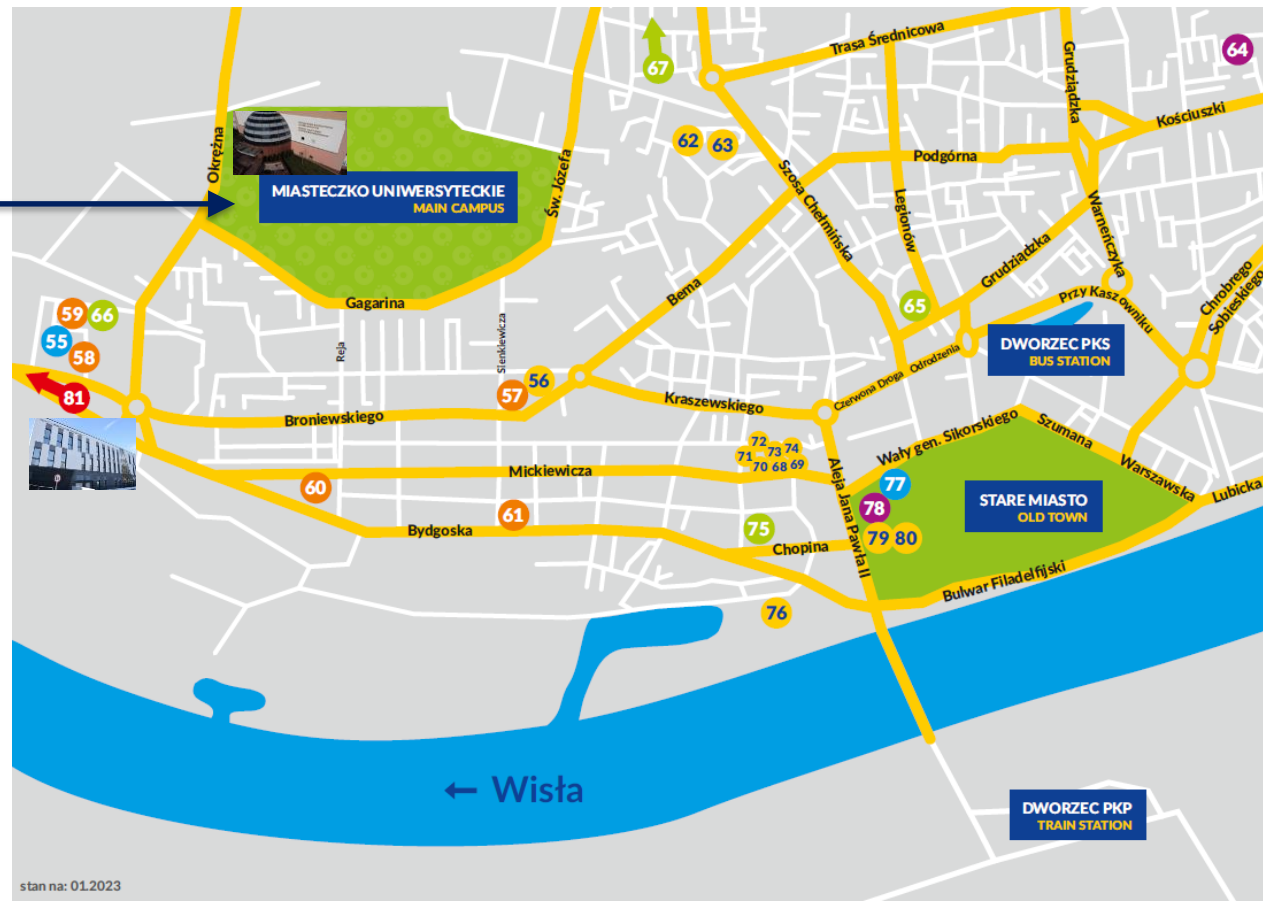 Trasa Średnicowa
Grudziądzka
64
67
Kościuszki
62
63
Okrężna
Św. Józefa
Szosa Chełmińska
Podgórna
Legionów
MIASTECZKO UNIWERSYTECKIE
MAIN CAMPUS
Warneńczyka
Grudziądzka
Bema
Gagarina
Przy Kaszowniku
Chrobrego
Sobieskiego
59
66
65
55
58
Reja
Sienkiewicza
DWORZEC PKS
BUS STATION
81
57
56
Czerwona Droga
Odrodzenia
Kraszewskiego
Broniewskiego
Wały gen. Sikorskiego
Szumana
72
71
73
74
70
68
69
Mickiewicza
Aleja Jana Pawła II
Warszawska
60
77
Lubicka
61
78
STARE MIASTO
OLD TOWN
Bydgoska
75
Chopina
79
80
Bulwar Filadelfijski
76
← Wisła
DWORZEC PKP
TRAIN STATION
stan na: 01.2023